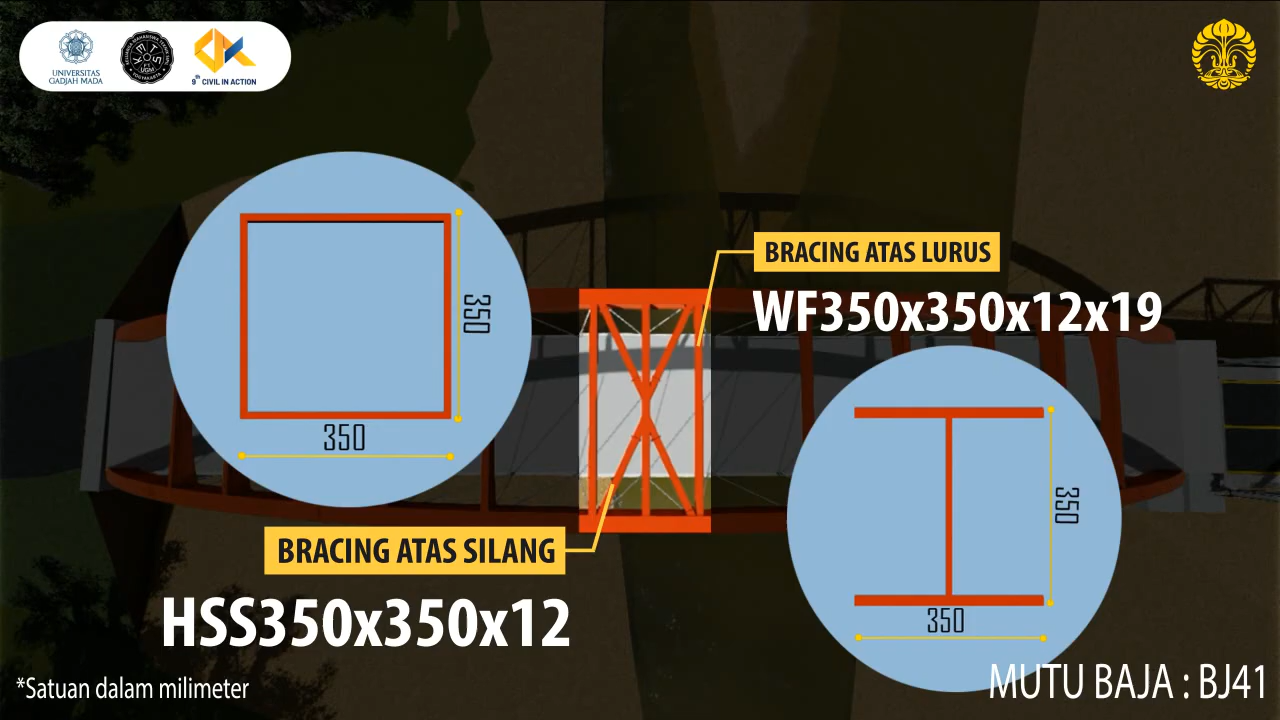 UNIVERSITAS
GADJAH MADA
9th CIVIL IN ACTION
350
350
BRACING ATAS LURUS
WF350x350x12x19
350
350
BRACING ATAS SILANG
HSS350x350x12
*Satuan dalam milimeter
MUTU BAJA : BJ41